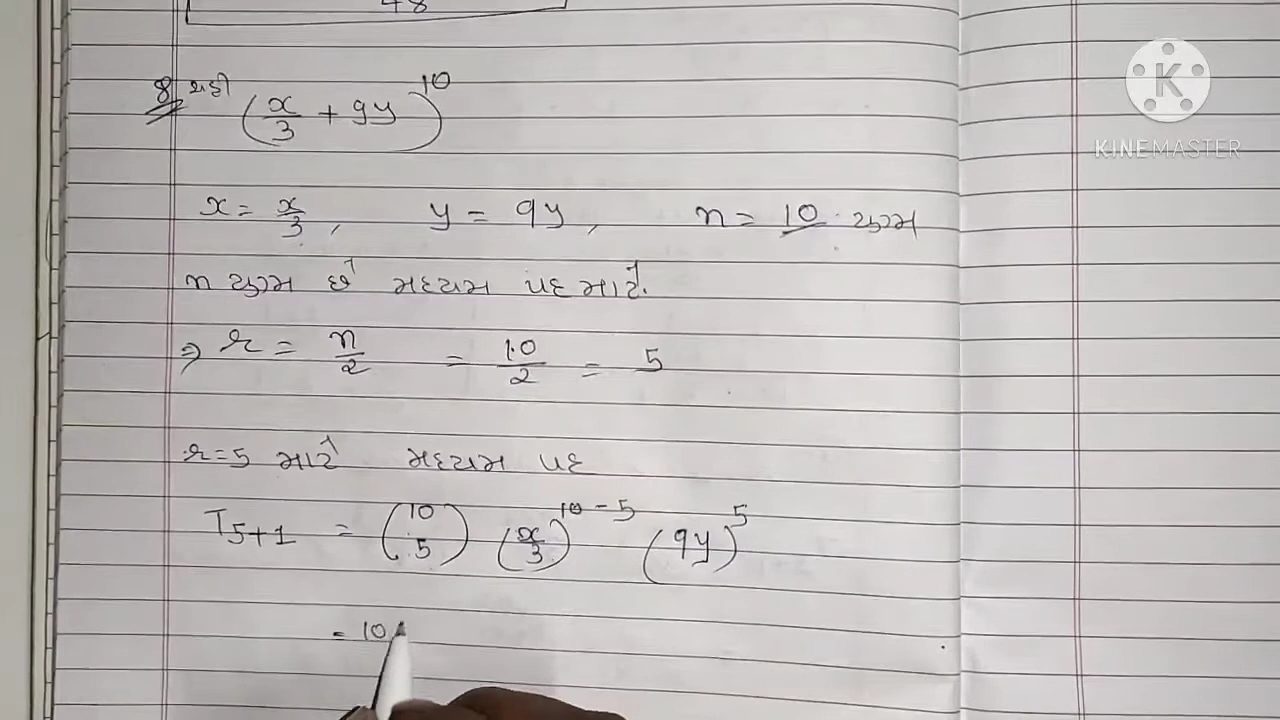 48
8 અહી (x/3 + 9y)^10
x = x/3, y = 9y, n = 10 યુગ્મ
n યુગ્મ છે મધ્યમ પદ માટે.
⇒ r = n/2 = 10/2 = 5
r=5 માટે મધ્યમ પદ
T5+1 = (10 5) (x/3)^10-5 (9y)^5
= 10
K
KINEMASTER